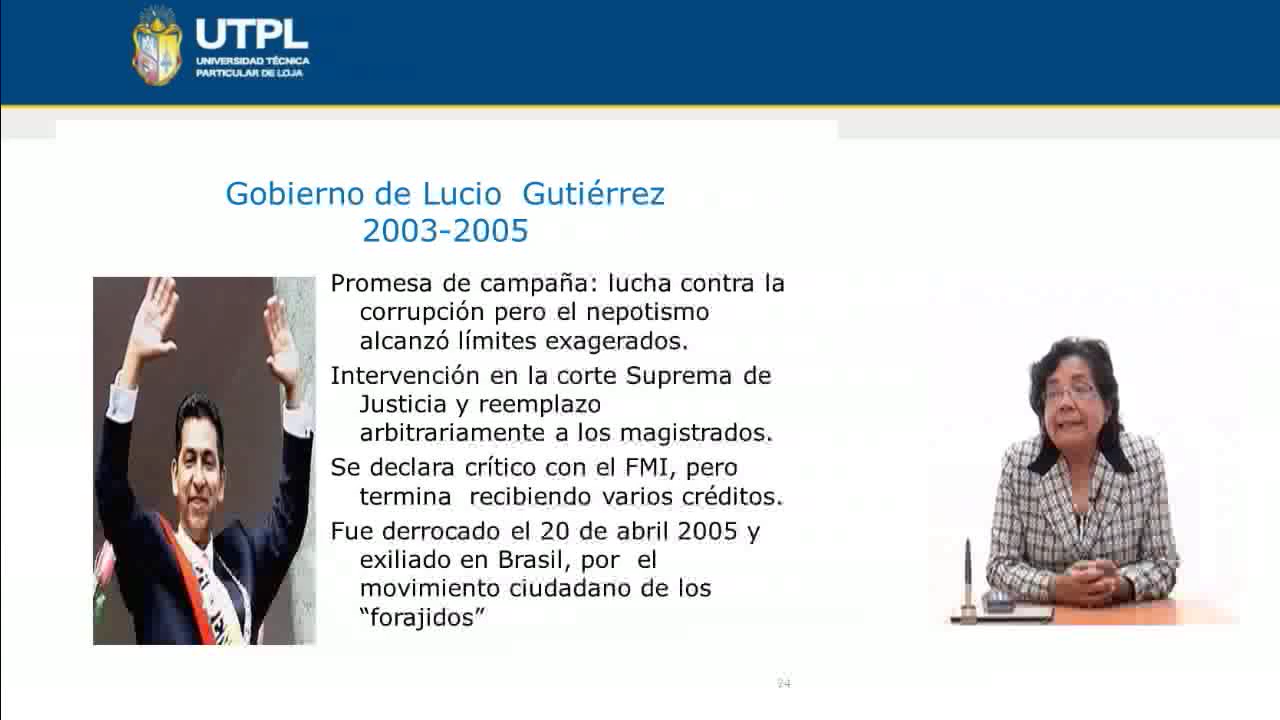 UTPL
UNIVERSIDAD TÉCNICA
PARTICULAR DE LOJA
Gobierno de Lucio Gutiérrez
2003-2005
Promesa de campaña: lucha contra la
corrupción pero el nepotismo
alcanzó límites exagerados.
Intervención en la corte Suprema de
Justicia y reemplazo
arbitrariamente a los magistrados.
Se declara crítico con el FMI, pero
termina recibiendo varios créditos.
Fue derrocado el 20 de abril 2005 y
exiliado en Brasil, por el
movimiento ciudadano de los
“forajidos”
24